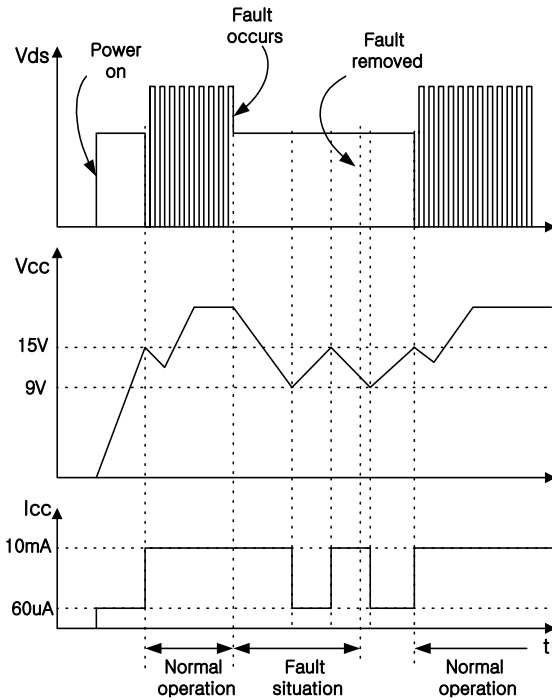 Fault
occurs
Power
on
Fault
removed
Vds
Vcc
15V
9V
Icc
10mA
60uA
t
Normal
operation
Fault
situation
Normal
operation